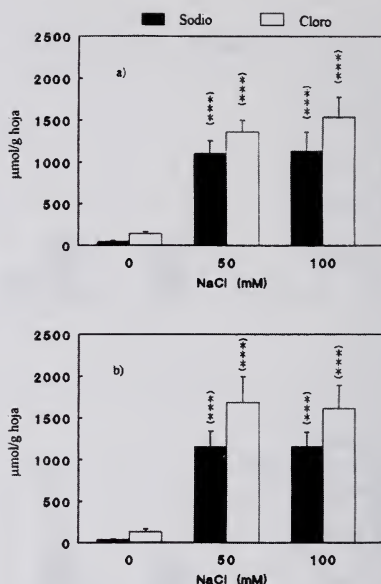 Sodio Cloro
a)
µmol/g hoja
2500
2000
1500
1000
500
0
(***) (***) (***) (***)
0 50 100
NaCl (mM)
b)
µmol/g hoja
2500
2000
1500
1000
500
0
(***) (***) (***) (***)
0 50 100
NaCl (mM)